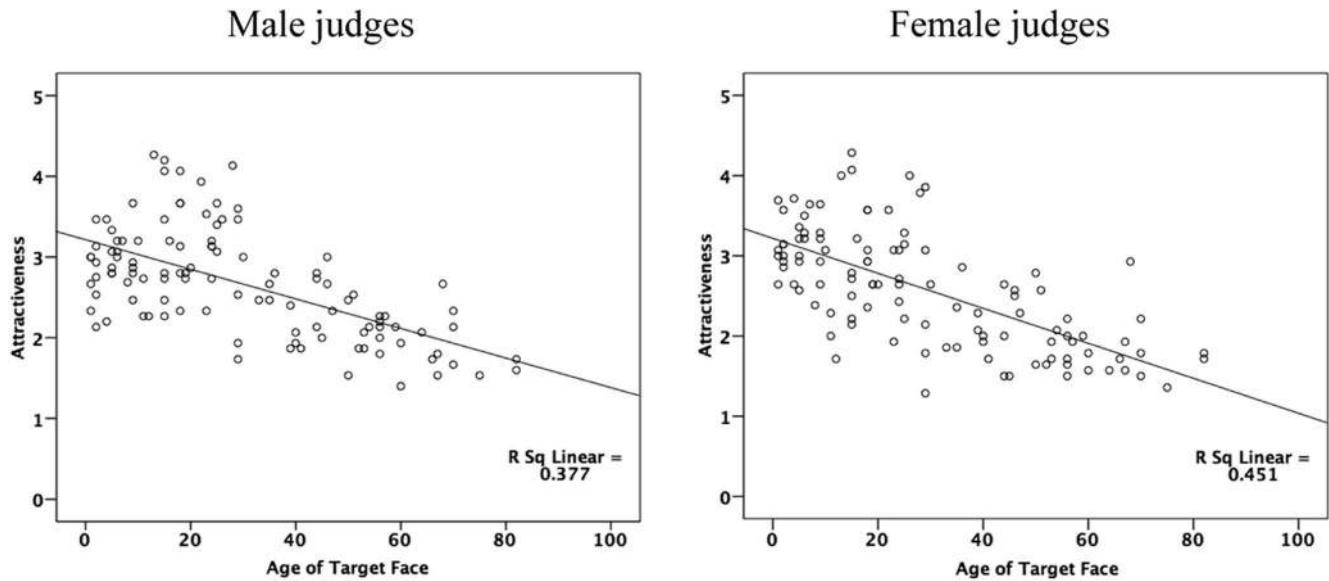 Male judges
5
4
3
2
1
0
Attractiveness
R Sq Linear =
0.377
0 20 40 60 80 100
Age of Target Face
Female judges
5
4
3
2
1
0
Attractiveness
R Sq Linear =
0.451
0 20 40 60 80 100
Age of Target Face